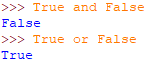 >>> True and False
False
>>> True or False
True